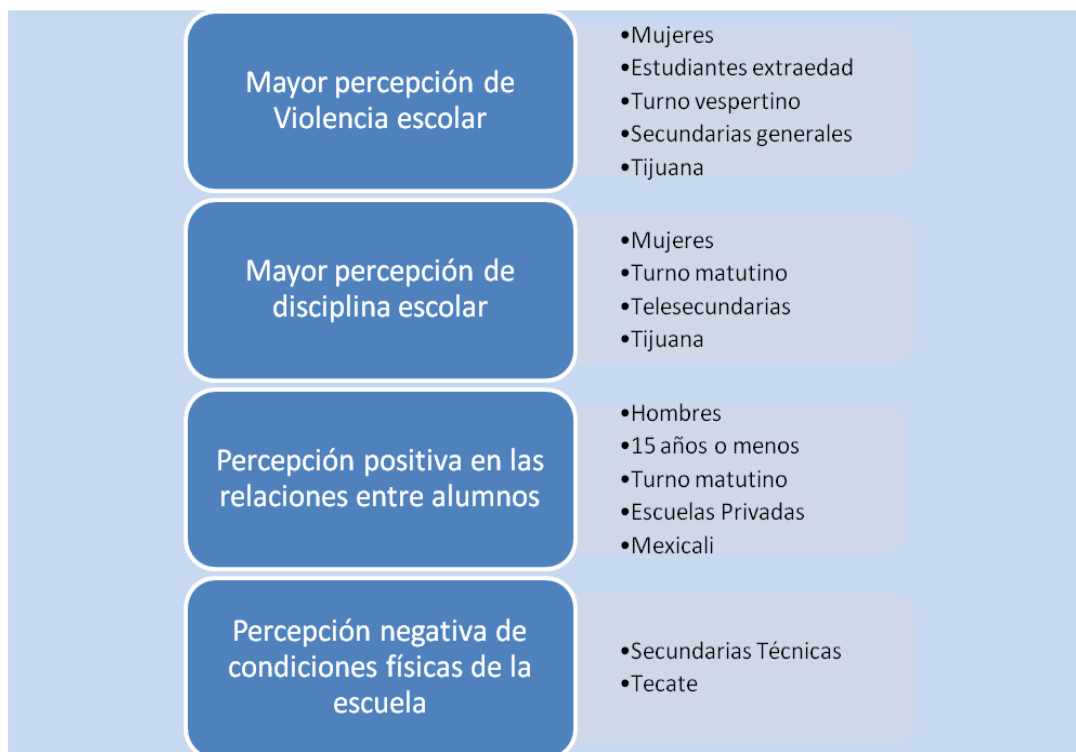 Mayor percepción de
Violencia escolar
•Mujeres
•Estudiantes extraedad
•Turno vespertino
•Secundarias generales
•Tijuana
Mayor percepción de
disciplina escolar
•Mujeres
•Turno matutino
•Telesecundarias
•Tijuana
Percepción positiva en las
relaciones entre alumnos
•Hombres
•15 años o menos
•Turno matutino
•Escuelas Privadas
•Mexicali
Percepción negativa de
condiciones físicas de la
escuela
•Secundarias Técnicas
•Tecate